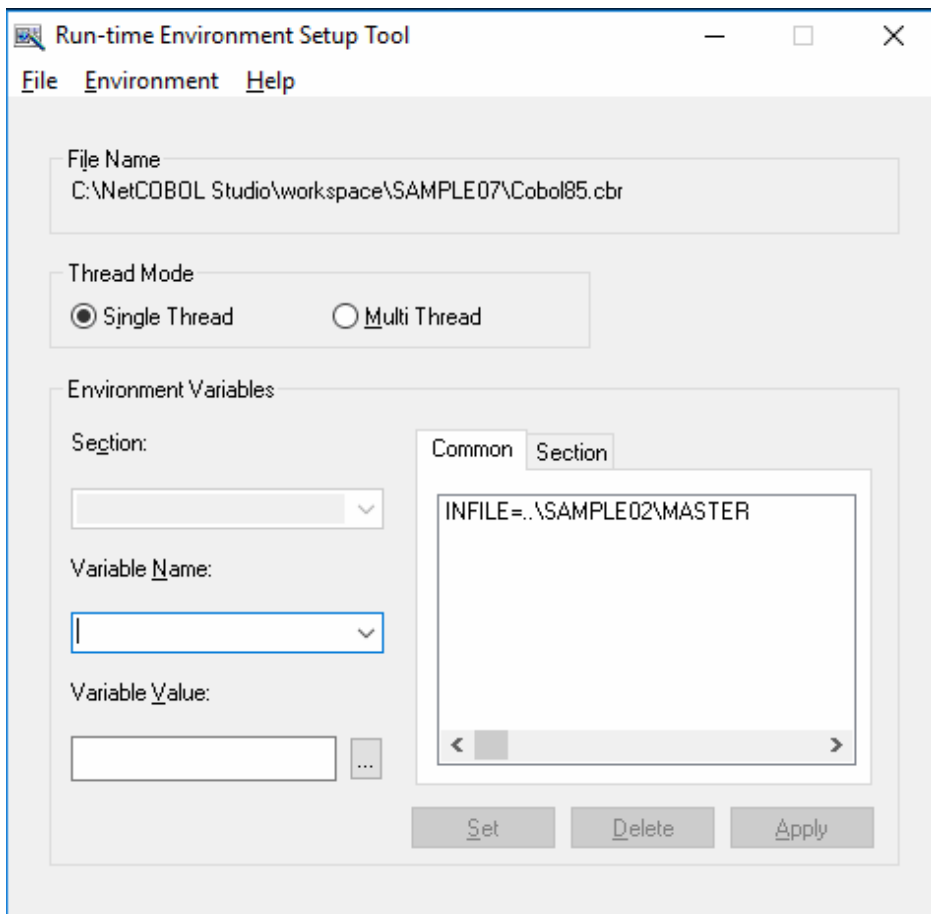 Run-time Environment Setup Tool
File Environment Help
File Name
C:\NetCOBOL Studio\workspace\SAMPLE07\Cobol85.cbr
Thread Mode
Single Thread Multi Thread
Environment Variables
Section:
Common Section
INFILE=..\SAMPLE02\MASTER
Variable Name:
Variable Value:
...
Set Delete Apply